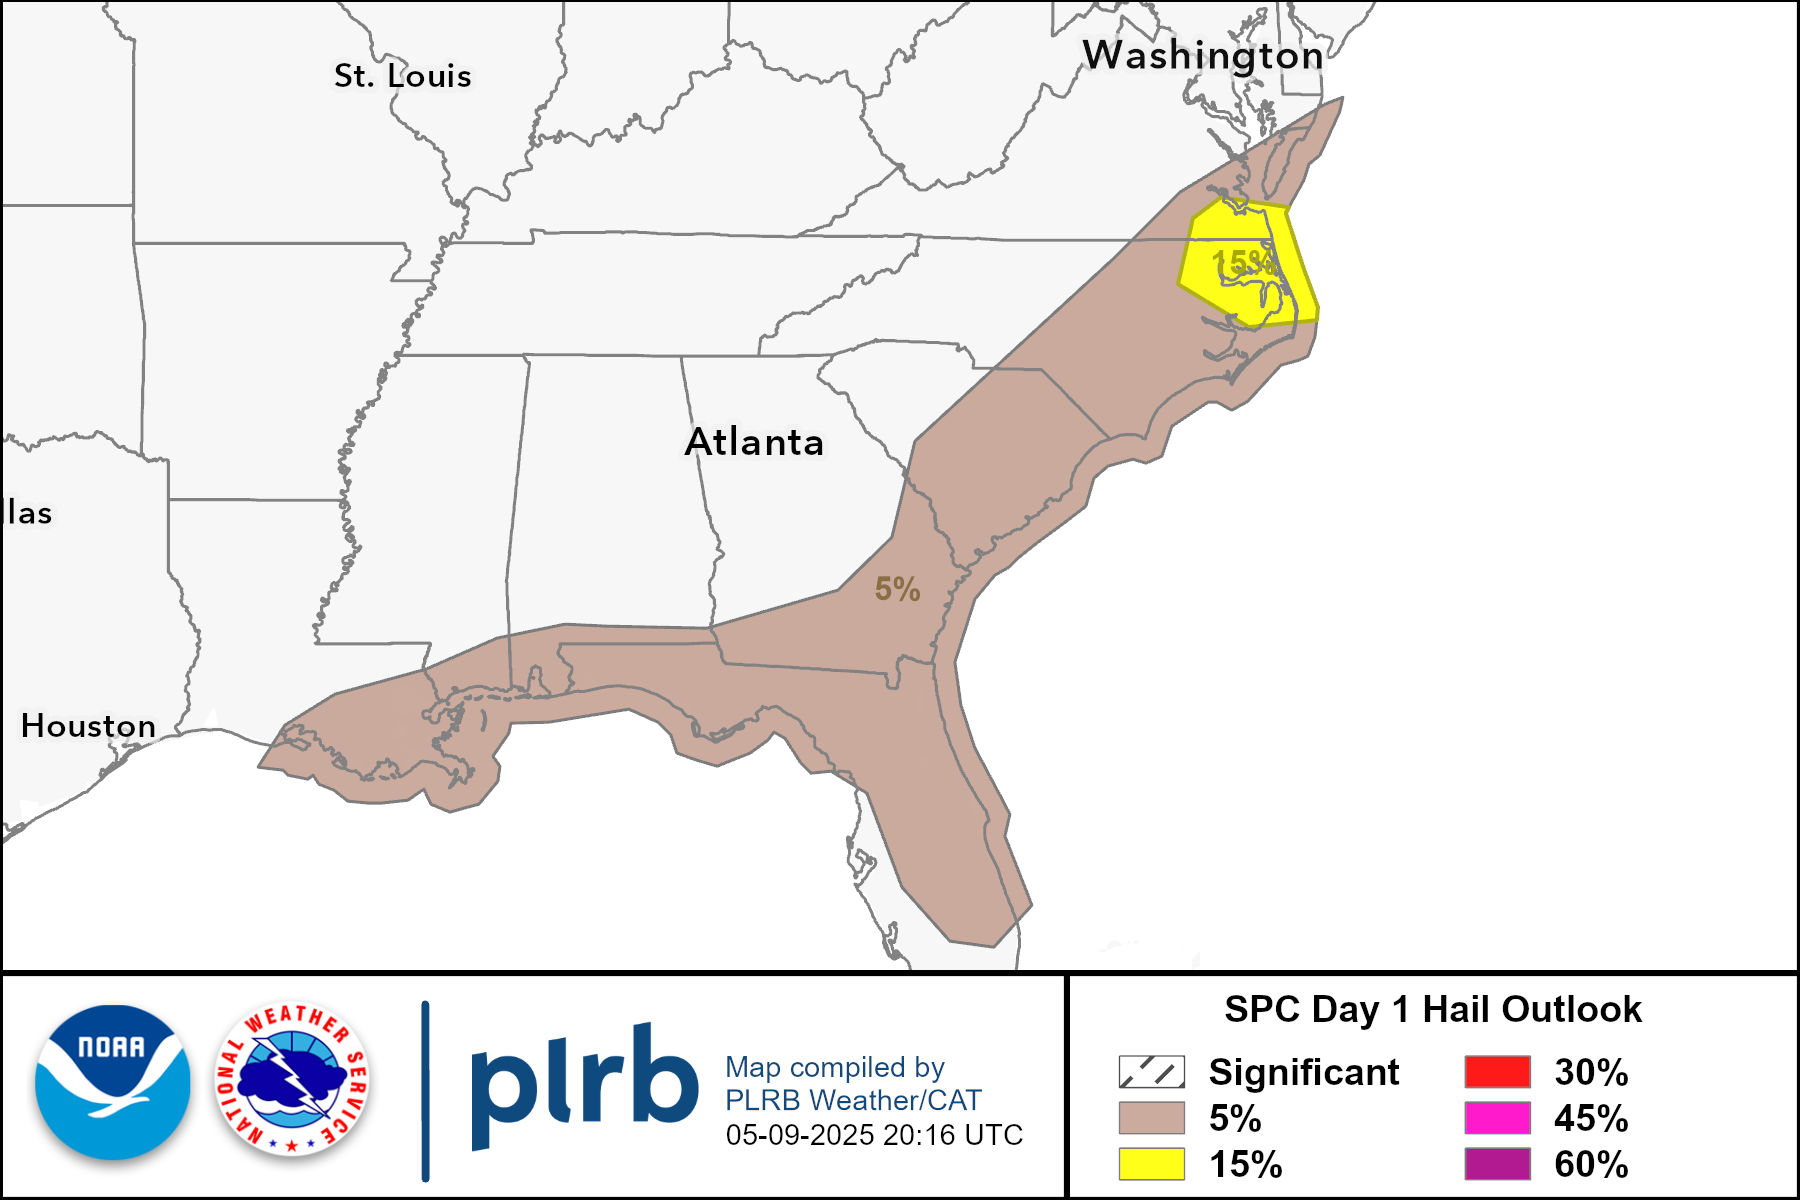 Washington
St. Louis
15%
Atlanta
llas
5%
Houston
NOAA
NATIONAL WEATHER SERVICE
plrb
Map compiled by
PLRB Weather/CAT
05-09-2025 20:16 UTC
SPC Day 1 Hail Outlook
Significant
5%
15%
30%
45%
60%